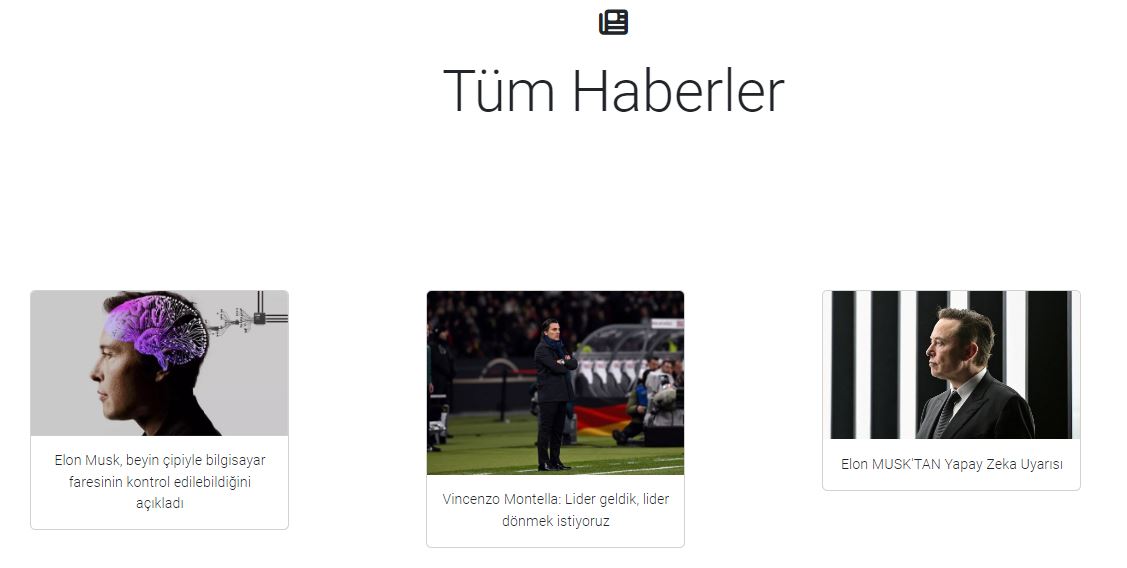 Tüm Haberler
Elon Musk, beyin çipiyle bilgisayar
faresinin kontrol edilebildiğini
açıkladı
Vincenzo Montella: Lider geldik, lider
dönmek istiyoruz
Elon MUSK'TAN Yapay Zeka Uyarısı